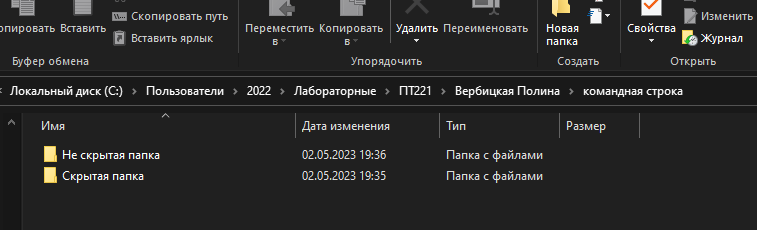 опировать
Вставить
Скопировать путь
Вставить ярлык
Переместить в
Копировать в
Удалить
Переименовать
Новая папка
Свойства
Изменить
Журнал
Буфер обмена
Упорядочить
Создать
Открыть
Локальный диск (C:) > Пользователи > 2022 > Лабораторные > ПТ221 > Вербицкая Полина > командная строка
Имя Дата изменения Тип Размер
Не скрытая папка 02.05.2023 19:36 Папка с файлами
Скрытая папка 02.05.2023 19:35 Папка с файлами